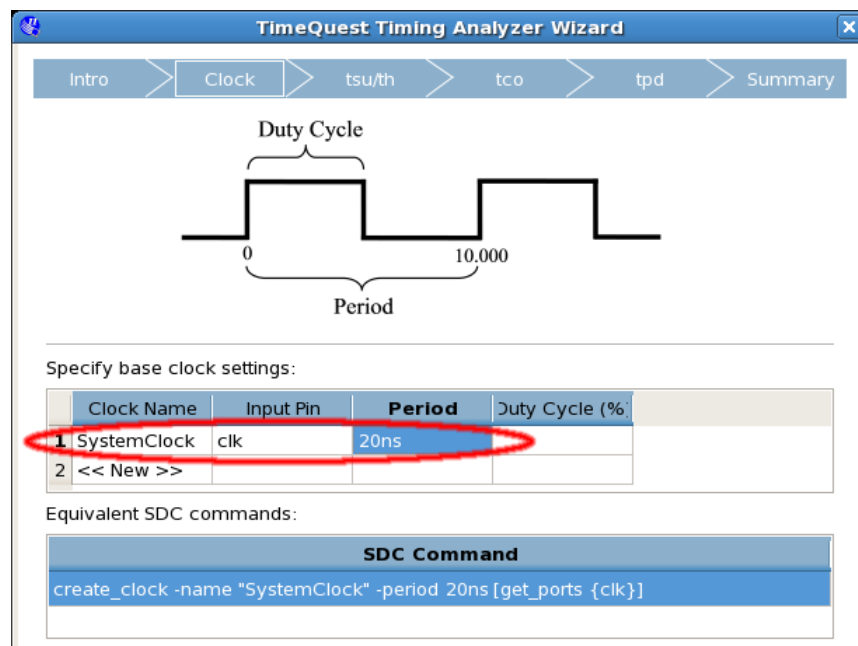 TimeQuest Timing Analyzer Wizard
Intro Clock tsu/th tco tpd Summary
Duty Cycle
0 10.000
Period
Specify base clock settings:
Clock Name Input Pin Period Duty Cycle (%)
1 SystemClock clk 20ns
2 << New >>
Equivalent SDC commands:
SDC Command
create_clock -name "SystemClock" -period 20ns [get_ports {clk}]